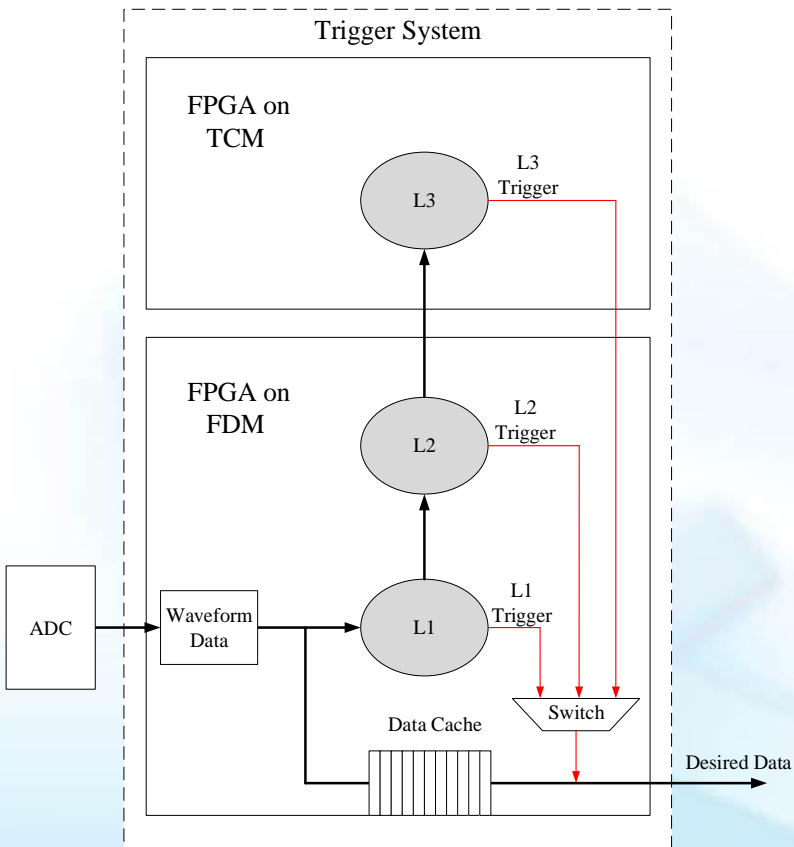 Trigger System
FPGA on
TCM
L3
Trigger
L3
FPGA on
FDM
L2
Trigger
L2
L1
Trigger
ADC
Waveform
Data
L1
Switch
Data Cache
Desired Data